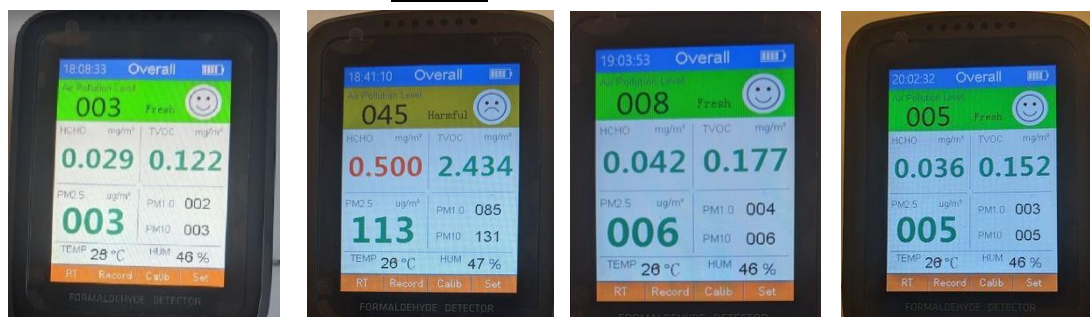 18:08:33 Overall
Air Pollution Level
003 Fresh
HCHO mg/m³ TVOC mg/m³
0.029 0.122
PM2.5 ug/m³
003
PM1.0 002
PM10 003
TEMP °C HUM 46 %
RT Record Calib Set
FORMALDEHYDE DETECTOR
18:41:10 Overall
Air Pollution Level
045 Harmful
HCHO mg/m³ TVOC mg/m³
0.500 2.434
PM2.5 ug/m³
113
PM1.0 085
PM10 131
TEMP °C HUM 47 %
RT Record Calib Set
FORMALDEHYDE DETECTOR
19:03:53 Overall
Air Pollution Level
008 Fresh
HCHO mg/m³ TVOC mg/m³
0.042 0.177
PM2.5 ug/m³
006
PM1.0 004
PM10 006
TEMP °C HUM 46 %
RT Record Calib Set
FORMALDEHYDE DETECTOR
20:02:32 Overall
Air Pollution Level
005 Fresh
HCHO mg/m³ TVOC mg/m³
0.036 0.152
PM2.5 ug/m³
005
PM1.0 003
PM10 005
TEMP °C HUM 46 %
RT Record Calib Set
FORMALDEHYDE DETECTOR